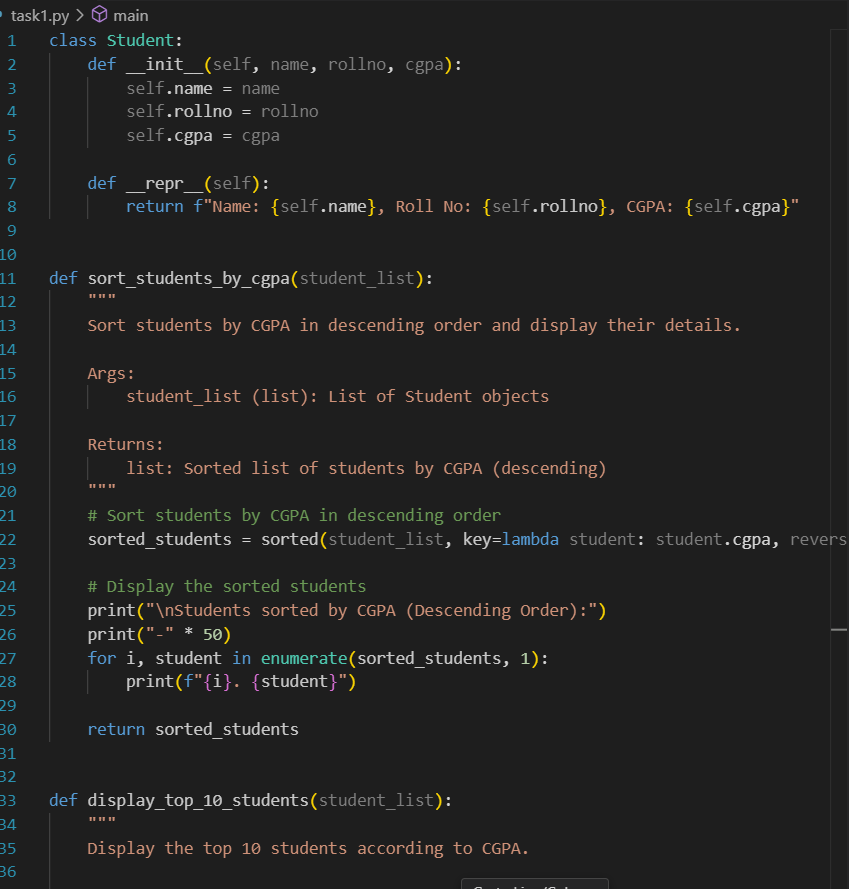 task1.py > main
1 class Student:
2     def __init__(self, name, rollno, cgpa):
3         self.name = name
4         self.rollno = rollno
5         self.cgpa = cgpa
6
7     def __repr__(self):
8         return f"Name: {self.name}, Roll No: {self.rollno}, CGPA: {self.cgpa}"
9
10
11 def sort_students_by_cgpa(student_list):
12     """
13     Sort students by CGPA in descending order and display their details.
14
15     Args:
16         student_list (list): List of Student objects
17
18     Returns:
19         list: Sorted list of students by CGPA (descending)
20     """
21     # Sort students by CGPA in descending order
22     sorted_students = sorted(student_list, key=lambda student: student.cgpa, revers
23
24     # Display the sorted students
25     print("\nStudents sorted by CGPA (Descending Order):")
26     print("-" * 50)
27     for i, student in enumerate(sorted_students, 1):
28         print(f"{i}. {student}")
29
30     return sorted_students
31
32
33 def display_top_10_students(student_list):
34     """
35     Display the top 10 students according to CGPA.
36